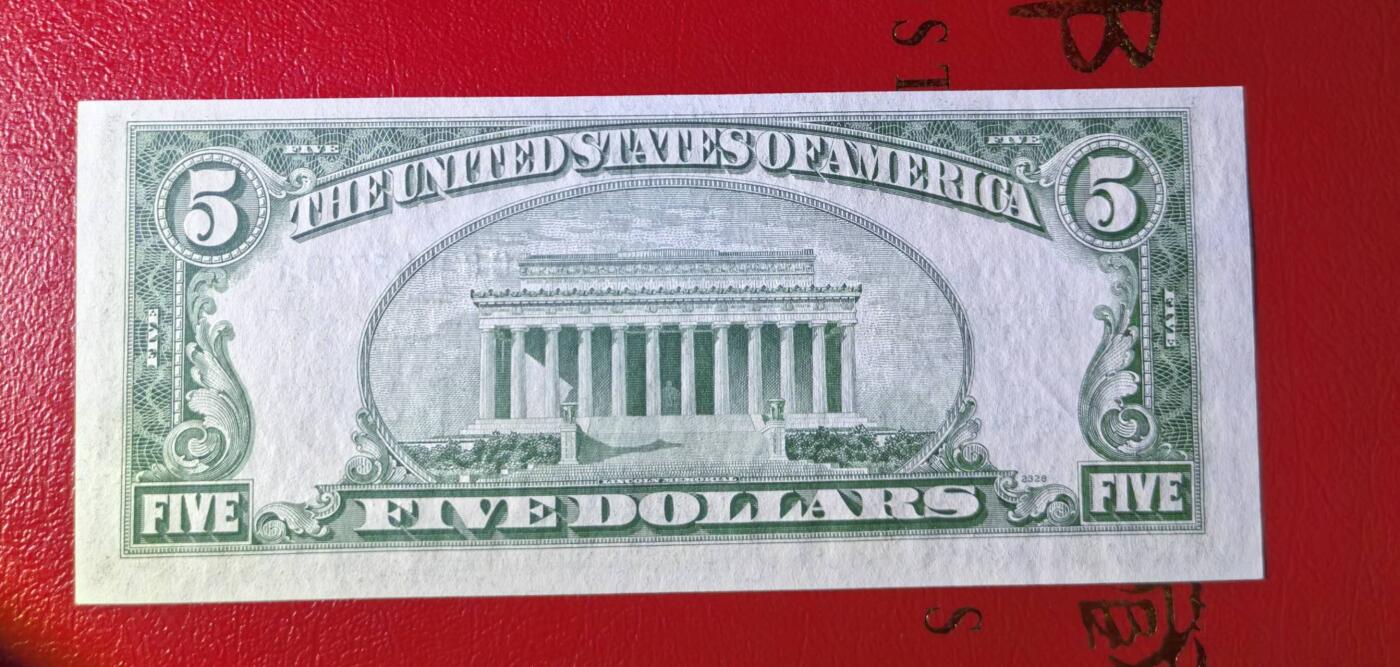 S
L
B
FIVE
FIVE
5
THE UNITED STATES OF AMERICA
5
FIVE
FIVE
LINCOLN MEMORIAL
2328
FIVE
FIVE DOLLARS
FIVE
S